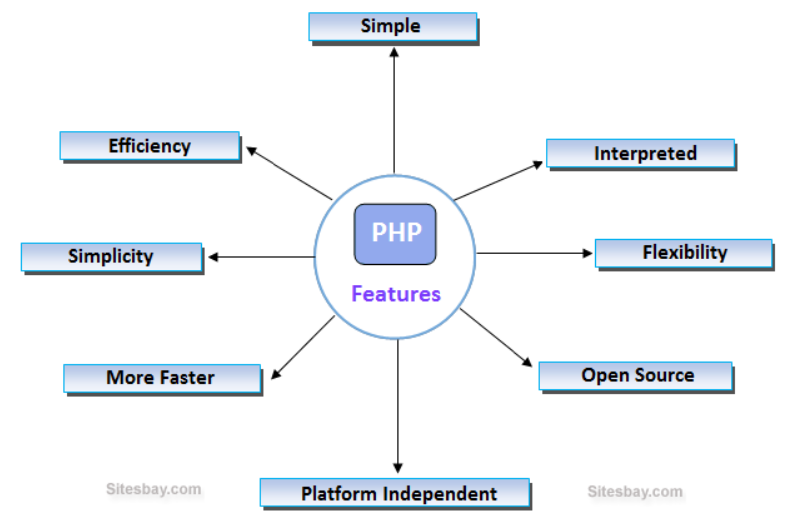 Simple
Efficiency
Interpreted
PHP
Features
Simplicity
Flexibility
More Faster
Open Source
Platform Independent
Sitesbay.com
Sitesbay.com